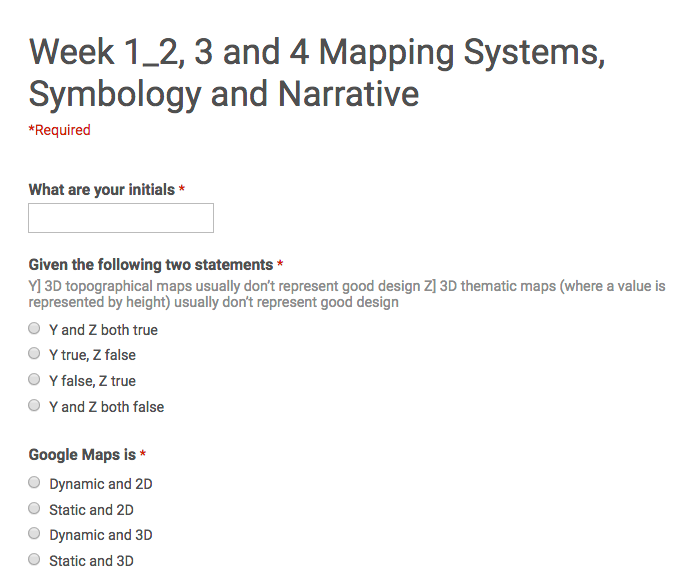 Week 1_2, 3 and 4 Mapping Systems,
Symbology and Narrative
*Required
What are your initials *
Given the following two statements *
Y] 3D topographical maps usually don’t represent good design Z] 3D thematic maps (where a value is
represented by height) usually don’t represent good design
Y and Z both true
Y true, Z false
Y false, Z true
Y and Z both false
Google Maps is *
Dynamic and 2D
Static and 2D
Dynamic and 3D
Static and 3D